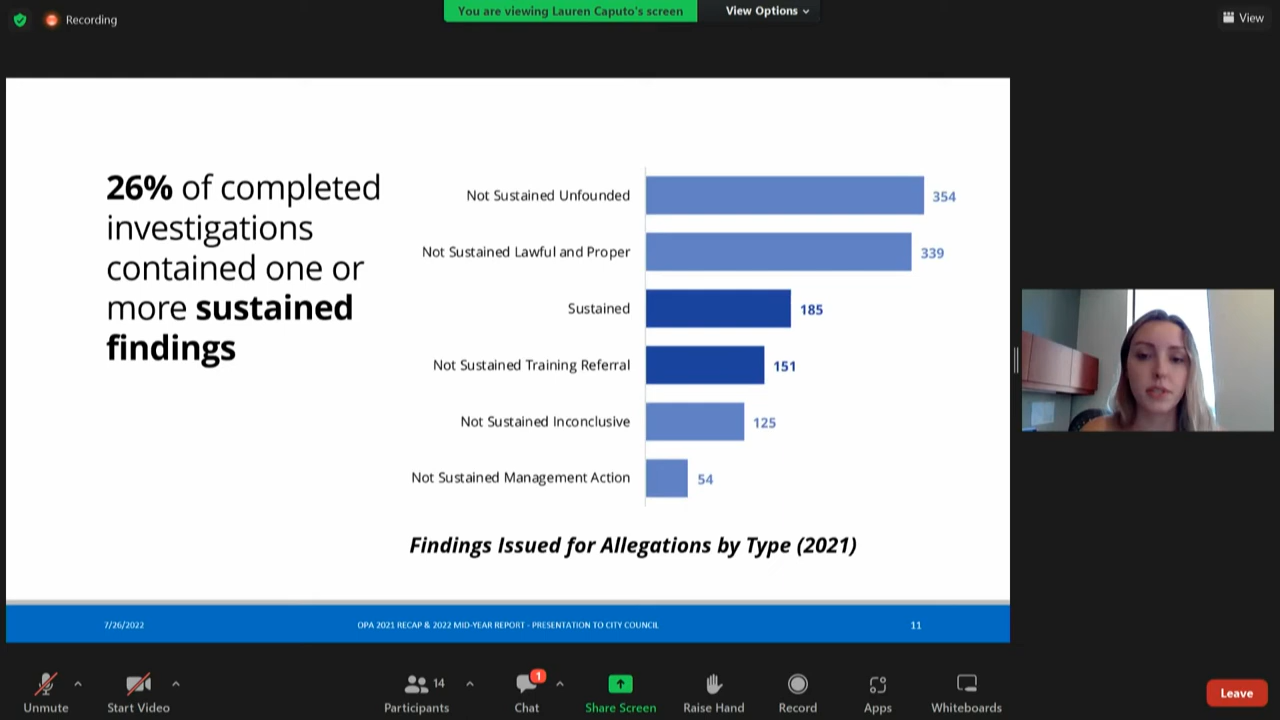 Recording
You are viewing Lauren Caputo's screen
View Options
View
26% of completed
investigations
contained one or
more sustained
findings
Not Sustained Unfounded 354
Not Sustained Lawful and Proper 339
Sustained 185
Not Sustained Training Referral 151
Not Sustained Inconclusive 125
Not Sustained Management Action 54
Findings Issued for Allegations by Type (2021)
7/26/2022
OPA 2021 RECAP & 2022 MID-YEAR REPORT - PRESENTATION TO CITY COUNCIL
11
Unmute
Start Video
14
Participants
1
Chat
Share Screen
Raise Hand
Record
Apps
Whiteboards
Leave